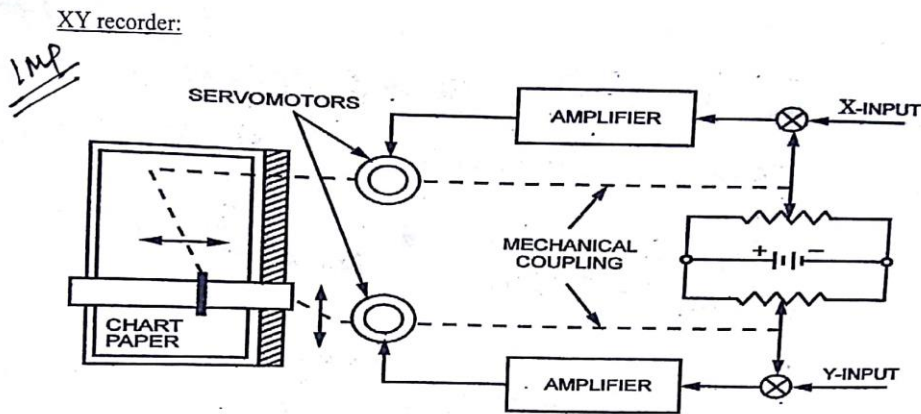 XY recorder:
IMP
SERVOMOTORS
AMPLIFIER
X-INPUT
MECHANICAL
COUPLING
+ −
CHART
PAPER
AMPLIFIER
Y-INPUT